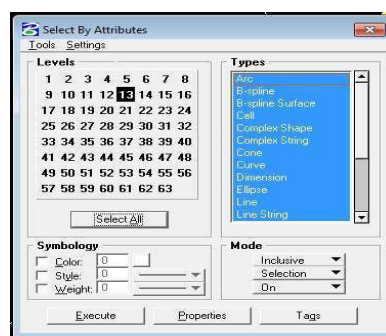 Select By Attributes
Tools Settings
Levels
1 2 3 4 5 6 7 8
9 10 11 12 13 14 15 16
17 18 19 20 21 22 23 24
25 26 27 28 29 30 31 32
33 34 35 36 37 38 39 40
41 42 43 44 45 46 47 48
49 50 51 52 53 54 55 56
57 58 59 60 61 62 63
Select All
Types
Arc
B-spline
B-spline Surface
Cell
Complex Shape
Complex String
Cone
Curve
Dimension
Ellipse
Line
Line String
Symbology
Color: 0
Style: 0
Weight: 0
Mode
Inclusive
Selection
On
Execute Properties Tags